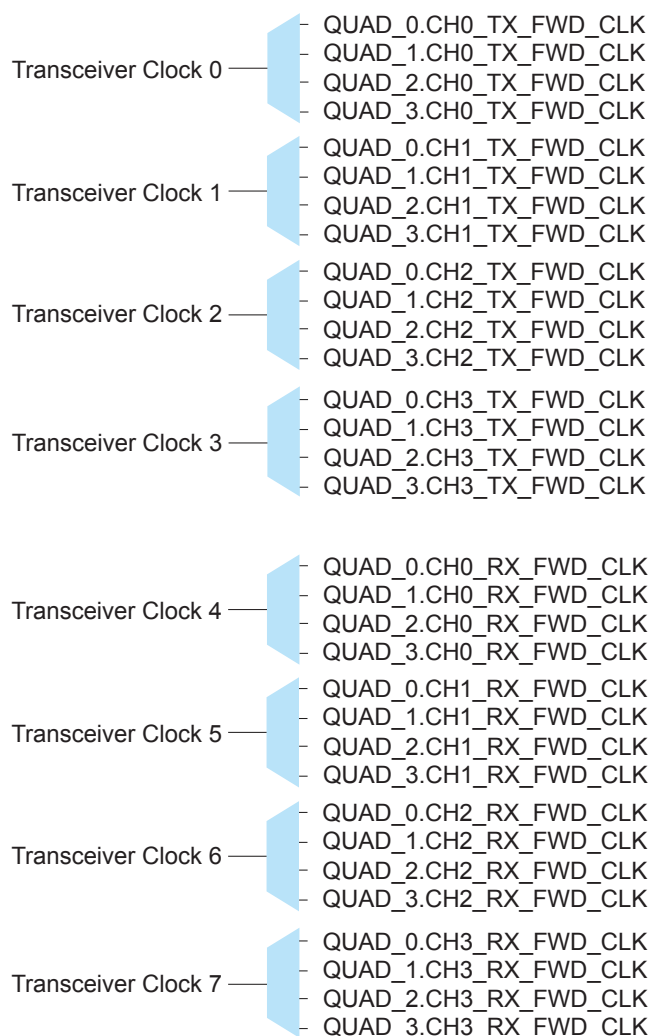 QUAD_0.CH0_TX_FWD_CLK
QUAD_1.CH0_TX_FWD_CLK
Transceiver Clock 0
QUAD_2.CH0_TX_FWD_CLK
QUAD_3.CH0_TX_FWD_CLK
QUAD_0.CH1_TX_FWD_CLK
QUAD_1.CH1_TX_FWD_CLK
Transceiver Clock 1
QUAD_2.CH1_TX_FWD_CLK
QUAD_3.CH1_TX_FWD_CLK
QUAD_0.CH2_TX_FWD_CLK
QUAD_1.CH2_TX_FWD_CLK
Transceiver Clock 2
QUAD_2.CH2_TX_FWD_CLK
QUAD_3.CH2_TX_FWD_CLK
QUAD_0.CH3_TX_FWD_CLK
QUAD_1.CH3_TX_FWD_CLK
Transceiver Clock 3
QUAD_2.CH3_TX_FWD_CLK
QUAD_3.CH3_TX_FWD_CLK
QUAD_0.CH0_RX_FWD_CLK
QUAD_1.CH0_RX_FWD_CLK
Transceiver Clock 4
QUAD_2.CH0_RX_FWD_CLK
QUAD_3.CH0_RX_FWD_CLK
QUAD_0.CH1_RX_FWD_CLK
QUAD_1.CH1_RX_FWD_CLK
Transceiver Clock 5
QUAD_2.CH1_RX_FWD_CLK
QUAD_3.CH1_RX_FWD_CLK
QUAD_0.CH2_RX_FWD_CLK
QUAD_1.CH2_RX_FWD_CLK
Transceiver Clock 6
QUAD_2.CH2_RX_FWD_CLK
QUAD_3.CH2_RX_FWD_CLK
QUAD_0.CH3_RX_FWD_CLK
QUAD_1.CH3_RX_FWD_CLK
Transceiver Clock 7
QUAD_2.CH3_RX_FWD_CLK
QUAD_3.CH3_RX_FWD_CLK